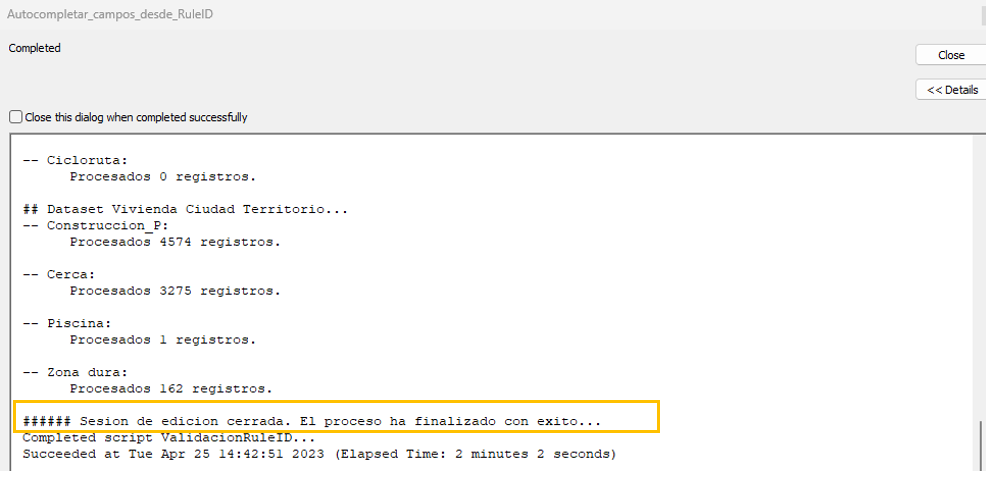 Autocompletar_campos_desde_RuleID
Completed
Close
<< Details
Close this dialog when completed successfully
-- Cicloruta:
Procesados 0 registros.
## Dataset Vivienda Ciudad Territorio...
-- Construccion_P:
Procesados 4574 registros.
-- Cerca:
Procesados 3275 registros.
-- Piscina:
Procesados 1 registros.
-- Zona dura:
Procesados 162 registros.
###### Sesion de edicion cerrada. El proceso ha finalizado con exito...
Completed script ValidacionRuleID...
Succeeded at Tue Apr 25 14:42:51 2023 (Elapsed Time: 2 minutes 2 seconds)